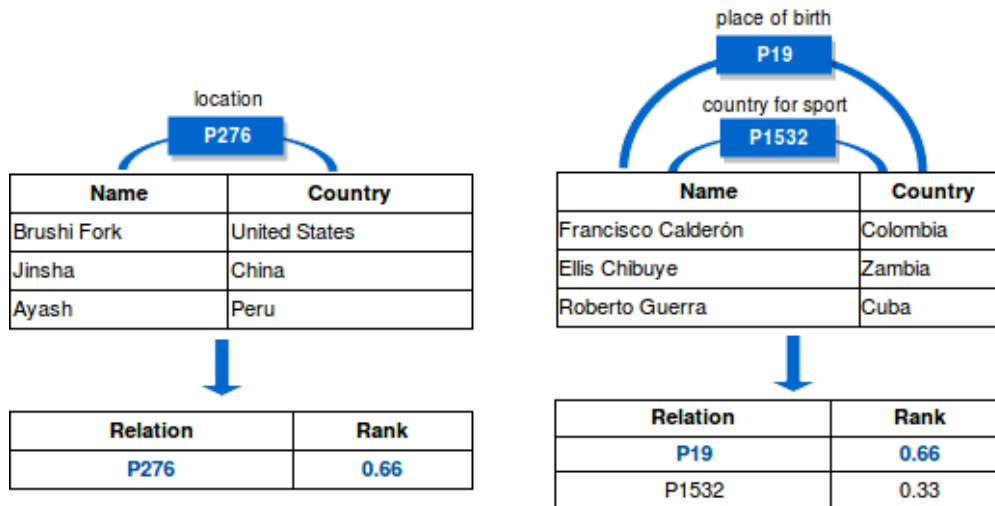 location
P276
Name Country
Brushi Fork United States
Jinsha China
Ayash Peru
Relation Rank
P276 0.66
place of birth
P19
country for sport
P1532
Name Country
Francisco Calderón Colombia
Ellis Chibuye Zambia
Roberto Guerra Cuba
Relation Rank
P19 0.66
P1532 0.33